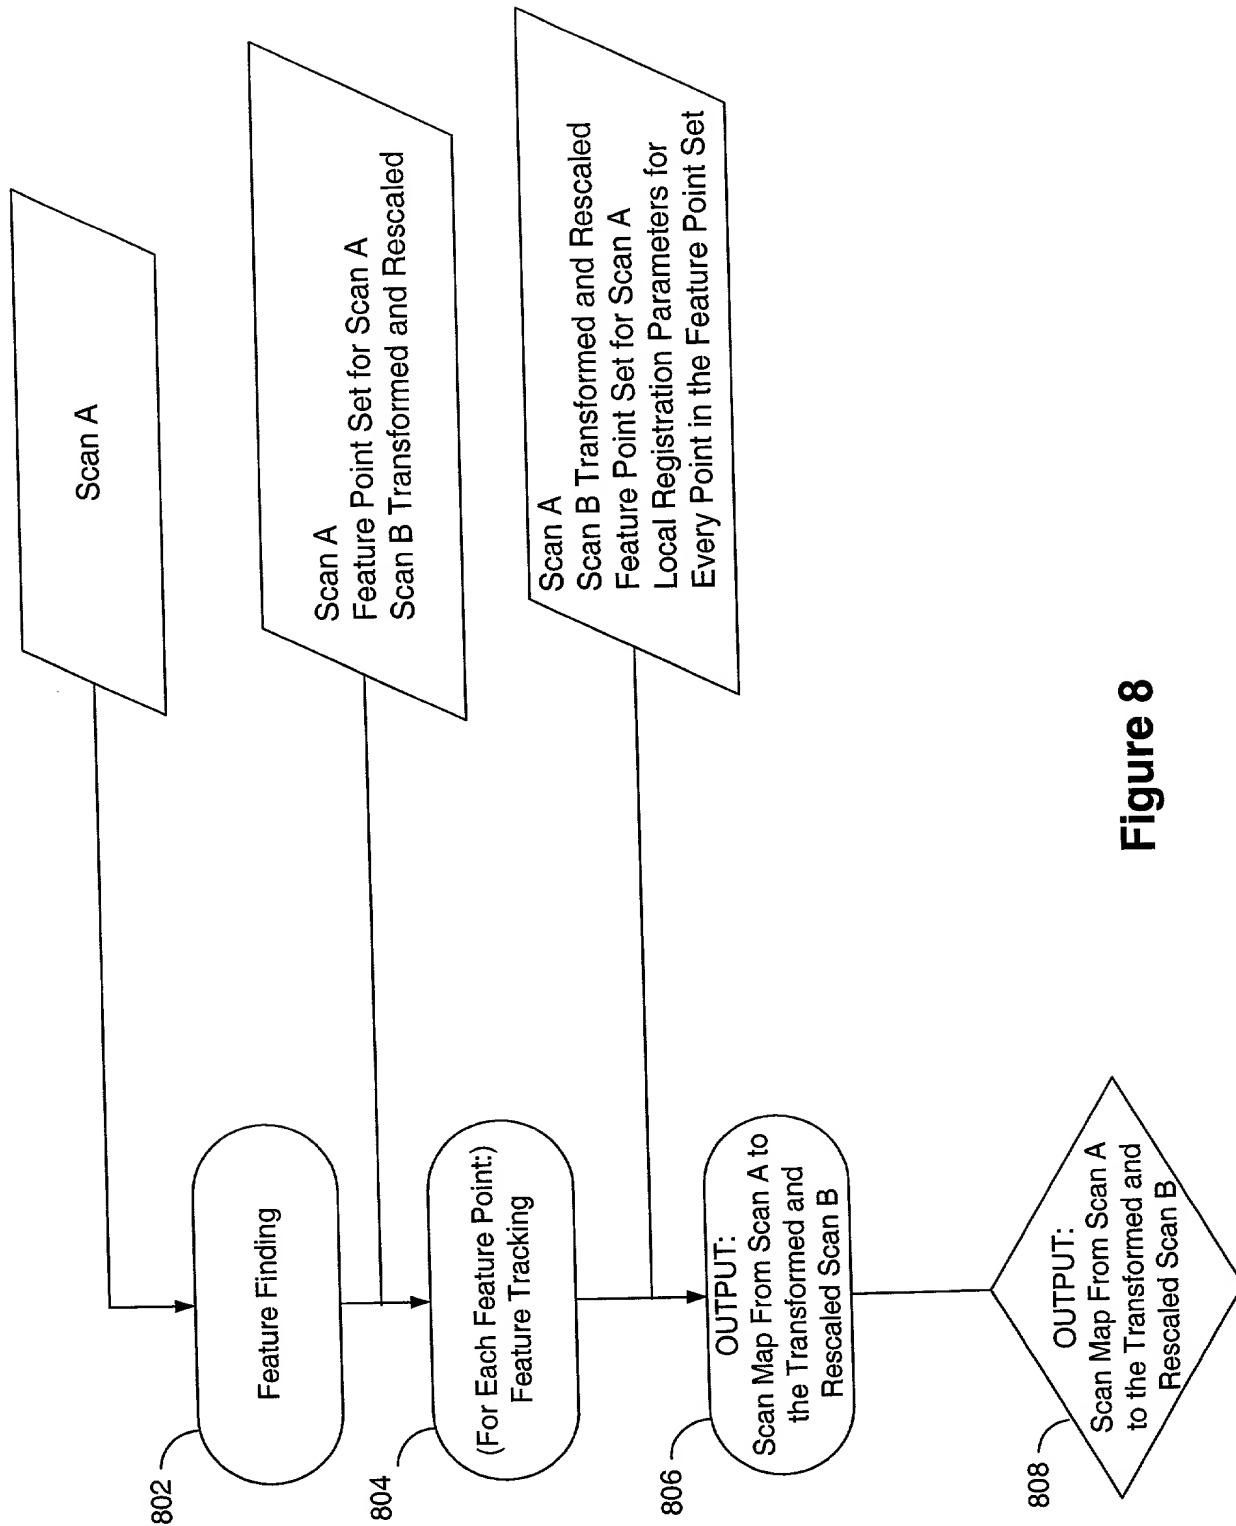 Scan A
802
Feature Finding
Scan A
Feature Point Set for Scan A
Scan B Transformed and Rescaled
804
(For Each Feature Point:)
Feature Tracking
Scan A
Scan B Transformed and Rescaled
Feature Point Set for Scan A
Local Registration Parameters for
Every Point in the Feature Point Set
806
OUTPUT:
Scan Map From Scan A to
the Transformed and
Rescaled Scan B
808
OUTPUT:
Scan Map From Scan A
to the Transformed and
Rescaled Scan B
Figure 8